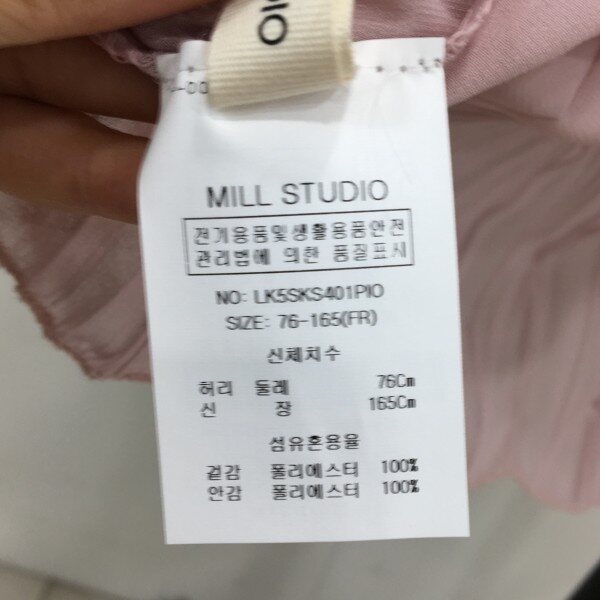 MILL STUDIO
전기용품및생활용품안전
관리법에 의한 품질표시
NO: LK5SKS401PIO
SIZE: 76-165(FR)
신체치수
허리 둘레 76Cm
신 장 165Cm
섬유혼용율
겉감 폴리에스터 100%
안감 폴리에스터 100%